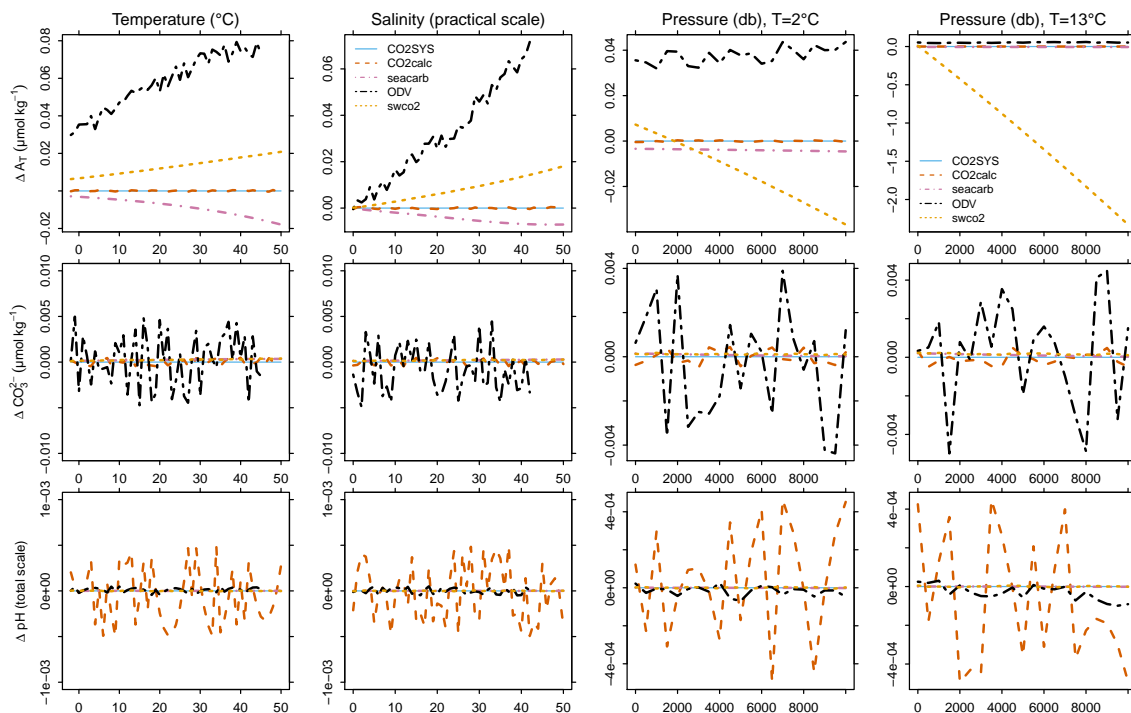 Temperature (°C)
Salinity (practical scale)
Pressure (db), T=2°C
Pressure (db), T=13°C
Δ A_T (μmol kg⁻¹)
-0.02 0.02 0.04 0.06 0.08
0 10 20 30 40 50
0.00 0.02 0.04 0.06
CO2SYS
CO2calc
seacarb
ODV
swco2
0 10 20 30 40 50
-0.02 0.00 0.02 0.04
0 2000 4000 6000 8000
-2.0 -1.5 -1.0 -0.5 0.0
CO2SYS
CO2calc
seacarb
ODV
swco2
0 2000 4000 6000 8000
Δ CO₃²⁻ (μmol kg⁻¹)
-0.010 0.000 0.005 0.010
0 10 20 30 40 50
-0.010 0.000 0.005 0.010
0 10 20 30 40 50
-0.004 0.000 0.004
0 2000 4000 6000 8000
-0.004 0.000 0.004
0 2000 4000 6000 8000
Δ pH (total scale)
-1e-03 0e+00 1e-03
0 10 20 30 40 50
-1e-03 0e+00 1e-03
0 10 20 30 40 50
-4e-04 0e+00 4e-04
0 2000 4000 6000 8000
-4e-04 0e+00 4e-04
0 2000 4000 6000 8000